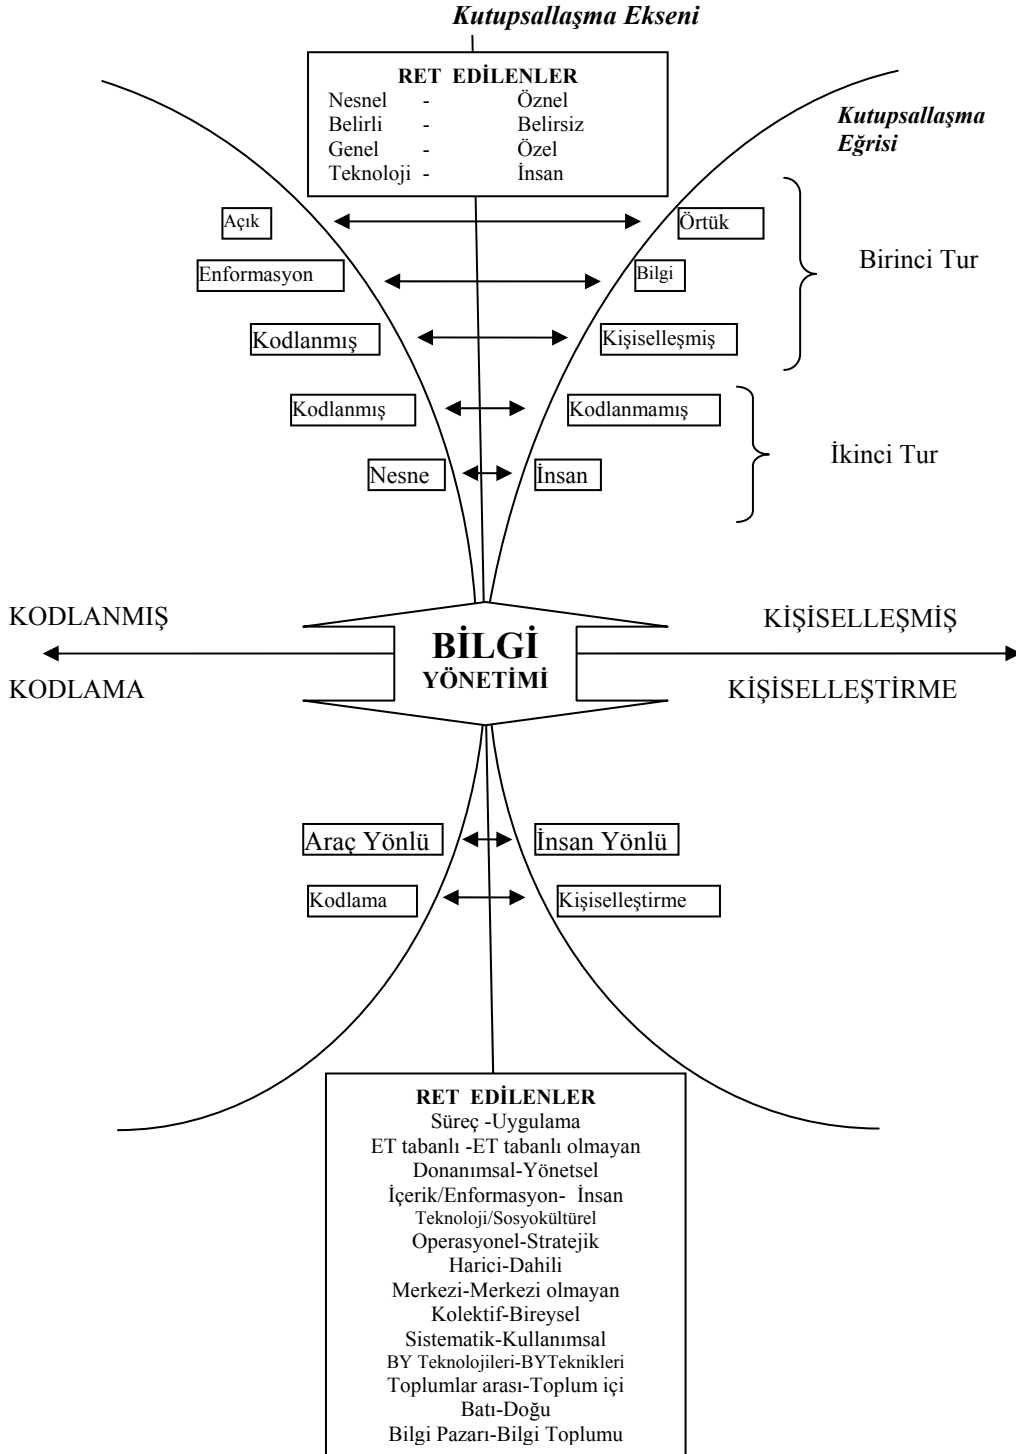 Kutupsallaşma Ekseni
RET EDİLENLER
Nesnel - Öznel
Belirli - Belirsiz
Genel - Özel
Teknoloji - İnsan
Kutupsallaşma
Eğrisi
Açık Örtük
Enformasyon Bilgi
Birinci Tur
Kodlanmış Kişiselleşmiş
Kodlanmış Kodlanmamış
İkinci Tur
Nesne İnsan
KODLANMIŞ KİŞİSELLEŞMİŞ
BİLGİ
YÖNETİMİ
KODLAMA KİŞİSELLEŞTİRME
Araç Yönlü İnsan Yönlü
Kodlama Kişiselleştirme
RET EDİLENLER
Süreç -Uygulama
ET tabanlı -ET tabanlı olmayan
Donanımsal-Yönetsel
İçerik/Enformasyon- İnsan
Teknoloji/Sosyokültürel
Operasyonel-Stratejik
Harici-Dahili
Merkezi-Merkezi olmayan
Kolektif-Bireysel
Sistematik-Kullanımsal
BY Teknolojileri-BYTeknikleri
Toplumlar arası-Toplum içi
Batı-Doğu
Bilgi Pazarı-Bilgi Toplumu